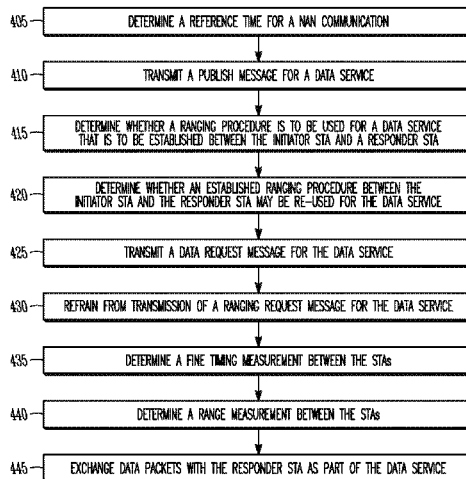 405
DETERMINE A REFERENCE TIME FOR A NAN COMMUNICATION
410
TRANSMIT A PUBLISH MESSAGE FOR A DATA SERVICE
415
DETERMINE WHETHER A RANGING PROCEDURE IS TO BE USED FOR A DATA SERVICE
THAT IS TO BE ESTABLISHED BETWEEN THE INITIATOR STA AND A RESPONDER STA
420
DETERMINE WHETHER AN ESTABLISHED RANGING PROCEDURE BETWEEN THE
INITIATOR STA AND THE RESPONDER STA MAY BE RE-USED FOR THE DATA SERVICE
425
TRANSMIT A DATA REQUEST MESSAGE FOR THE DATA SERVICE
430
REFRAIN FROM TRANSMISSION OF A RANGING REQUEST MESSAGE FOR THE DATA SERVICE
435
DETERMINE A FINE TIMING MEASUREMENT BETWEEN THE STAs
440
DETERMINE A RANGE MEASUREMENT BETWEEN THE STAs
445
EXCHANGE DATA PACKETS WITH THE RESPONDER STA AS PART OF THE DATA SERVICE